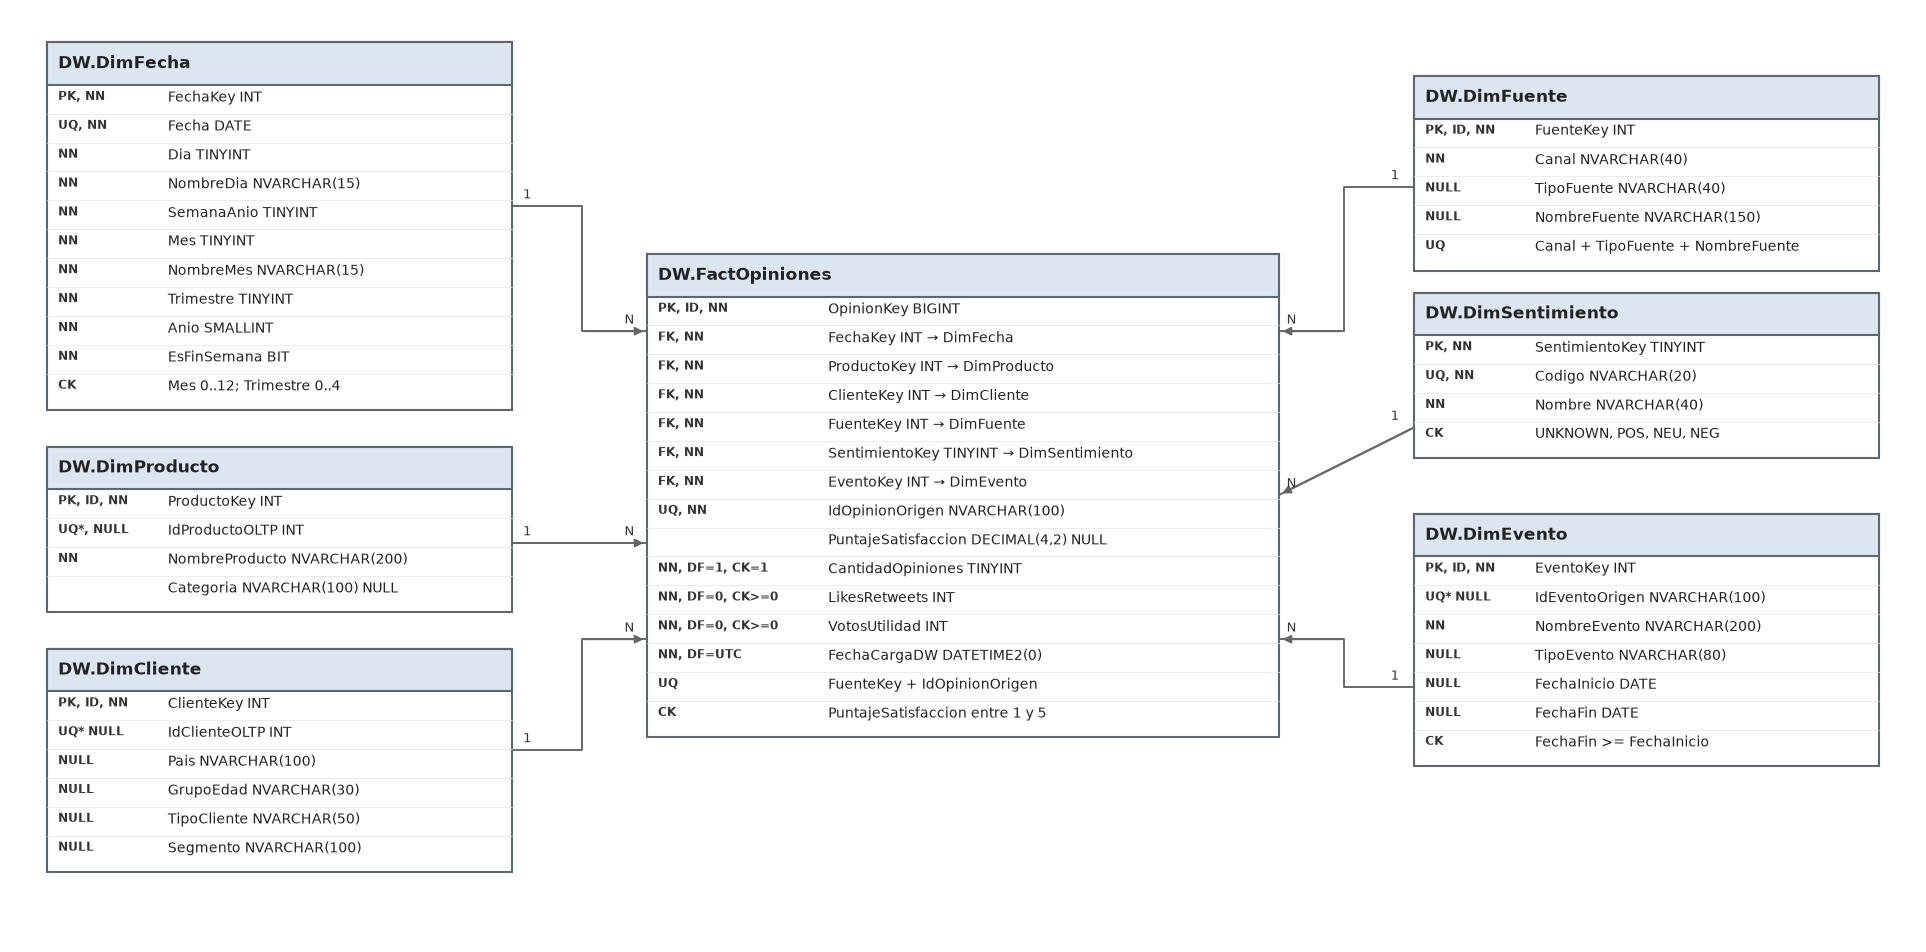 DW.DimFecha
PK, NN FechaKey INT
UQ, NN Fecha DATE
NN Dia TINYINT
NN NombreDia NVARCHAR(15)
NN SemanaAnio TINYINT
NN Mes TINYINT
NN NombreMes NVARCHAR(15)
NN Trimestre TINYINT
NN Anio SMALLINT
NN EsFinSemana BIT
CK Mes 0..12; Trimestre 0..4
1
N
DW.DimProducto
PK, ID, NN ProductoKey INT
UQ*, NULL IdProductoOLTP INT
NN NombreProducto NVARCHAR(200)
Categoria NVARCHAR(100) NULL
1
N
DW.DimCliente
PK, ID, NN ClienteKey INT
UQ* NULL IdClienteOLTP INT
NULL Pais NVARCHAR(100)
NULL GrupoEdad NVARCHAR(30)
NULL TipoCliente NVARCHAR(50)
NULL Segmento NVARCHAR(100)
1
N
DW.FactOpiniones
PK, ID, NN OpinionKey BIGINT
FK, NN FechaKey INT → DimFecha
FK, NN ProductoKey INT → DimProducto
FK, NN ClienteKey INT → DimCliente
FK, NN FuenteKey INT → DimFuente
FK, NN SentimientoKey TINYINT → DimSentimiento
FK, NN EventoKey INT → DimEvento
UQ, NN IdOpinionOrigen NVARCHAR(100)
PuntajeSatisfaccion DECIMAL(4,2) NULL
NN, DF=1, CK=1 CantidadOpiniones TINYINT
NN, DF=0, CK>=0 LikesRetweets INT
NN, DF=0, CK>=0 VotosUtilidad INT
NN, DF=UTC FechaCargaDW DATETIME2(0)
UQ FuenteKey + IdOpinionOrigen
CK PuntajeSatisfaccion entre 1 y 5
DW.DimFuente
PK, ID, NN FuenteKey INT
NN Canal NVARCHAR(40)
NULL TipoFuente NVARCHAR(40)
NULL NombreFuente NVARCHAR(150)
UQ Canal + TipoFuente + NombreFuente
1
N
DW.DimSentimiento
PK, NN SentimientoKey TINYINT
UQ, NN Codigo NVARCHAR(20)
NN Nombre NVARCHAR(40)
CK UNKNOWN, POS, NEU, NEG
1
N
DW.DimEvento
PK, ID, NN EventoKey INT
UQ* NULL IdEventoOrigen NVARCHAR(100)
NN NombreEvento NVARCHAR(200)
NULL TipoEvento NVARCHAR(80)
NULL FechaInicio DATE
NULL FechaFin DATE
CK FechaFin >= FechaInicio
1
N